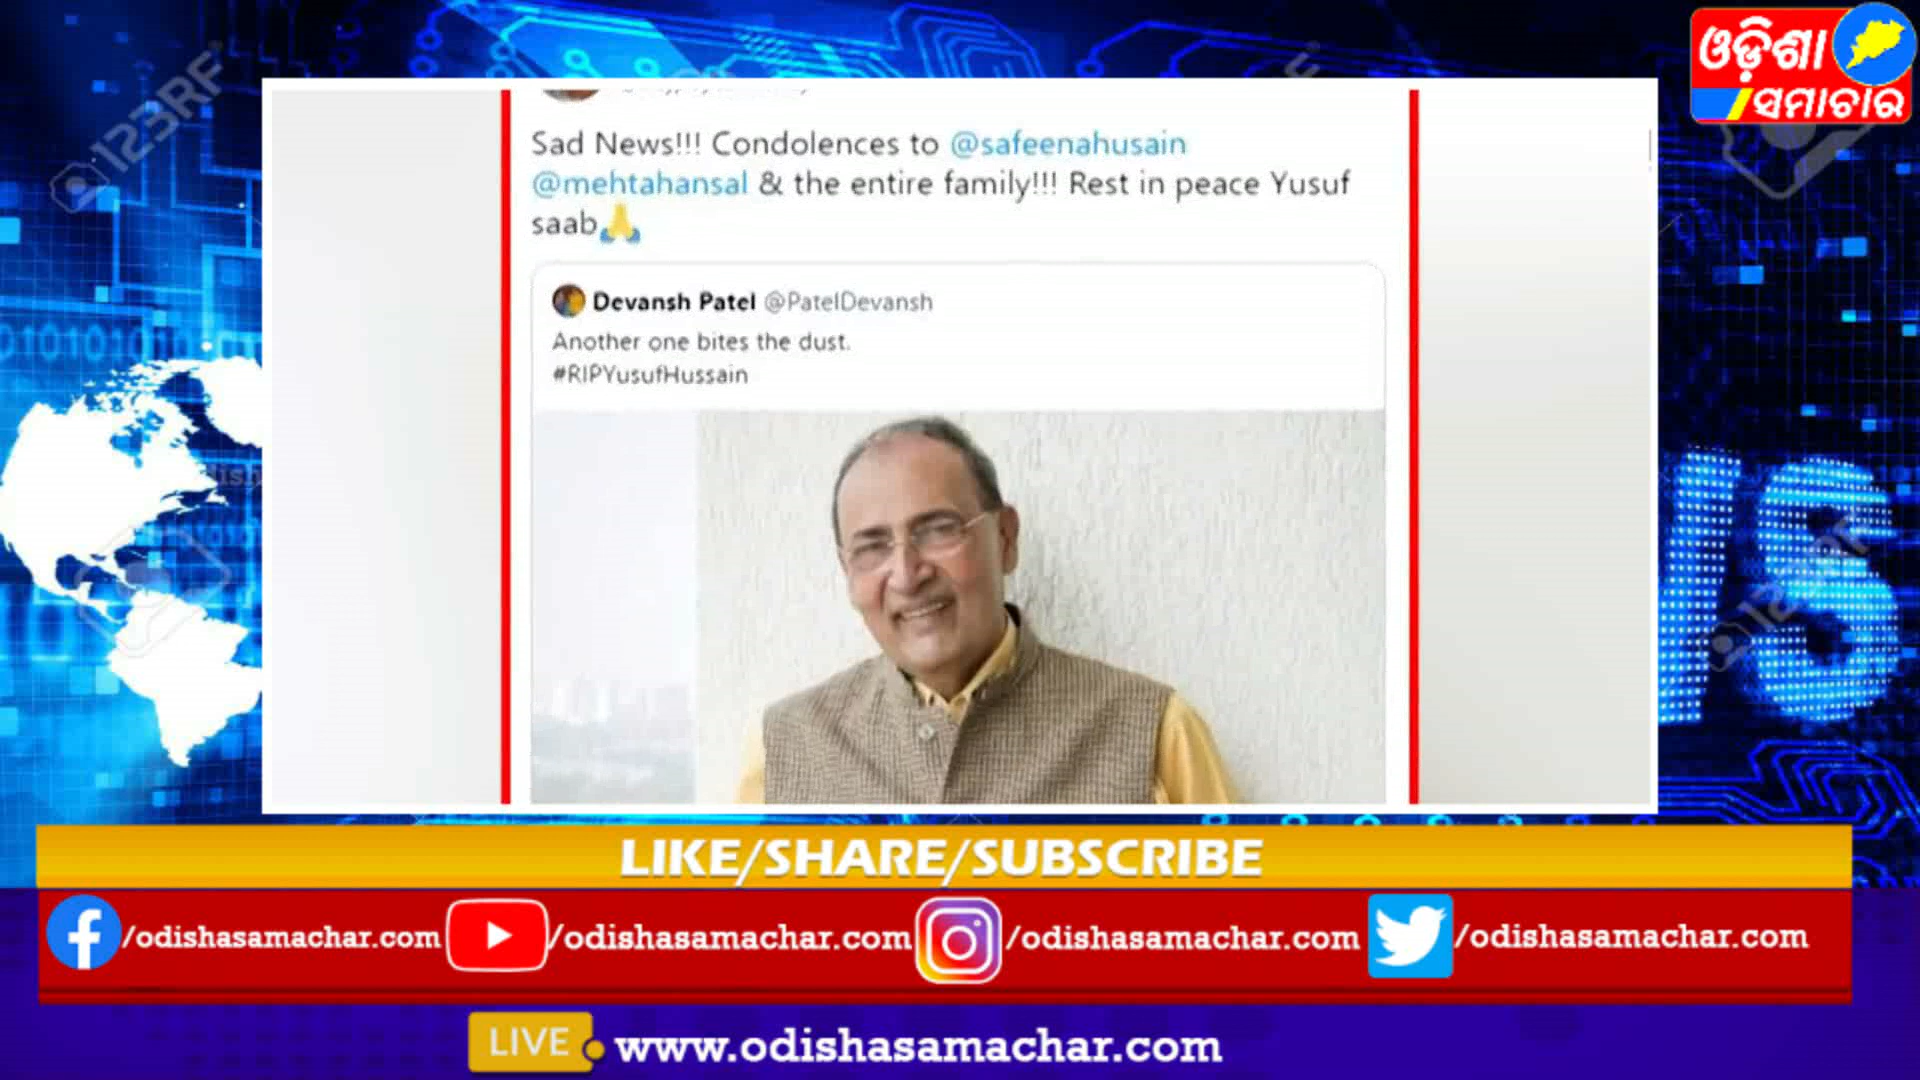 ଓଡ଼ିଶା
ସମାଚାର
Sad News!!! Condolences to @safeenahusain
@mehtahansal & the entire family!!! Rest in peace Yusuf
saab🙏
Devansh Patel @PatelDevansh
Another one bites the dust.
#RIPYusufHussain
123RF
0101010
LIKE/SHARE/SUBSCRIBE
/odishasamachar.com /odishasamachar.com /odishasamachar.com /odishasamachar.com
LIVE www.odishasamachar.com